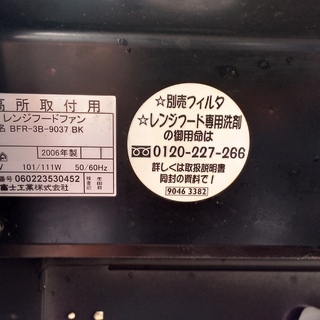 高所取付用
レンジフードファン
名 BFR-3B-9037 BK
2006年製
V 101/111W 50/60Hz
番号 060223530452
富士工業株式会社
☆別売フィルタ
☆レンジフード専用洗剤
の御用命は
0120-227-266
詳しくは取扱説明書
同封の資料で!
9046 3382